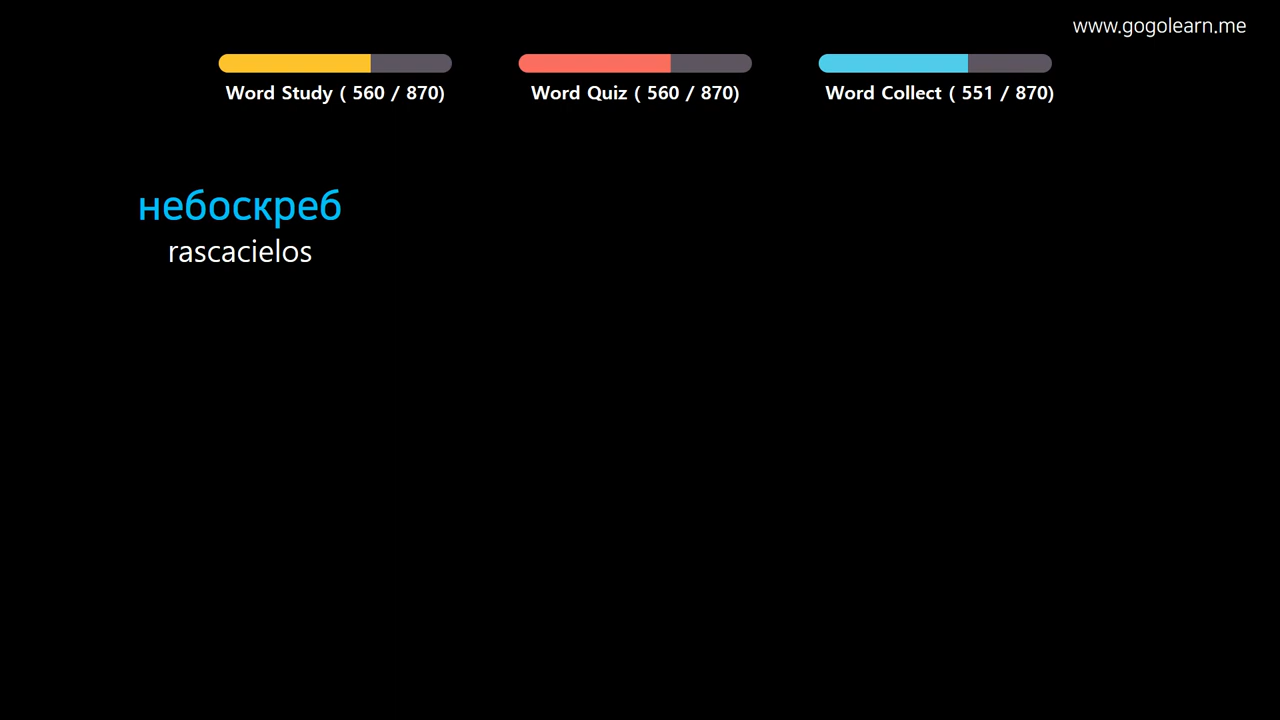 www.gogolearn.me
Word Study ( 560 / 870)
Word Quiz ( 560 / 870)
Word Collect ( 551 / 870)
небоскреб
rascacielos